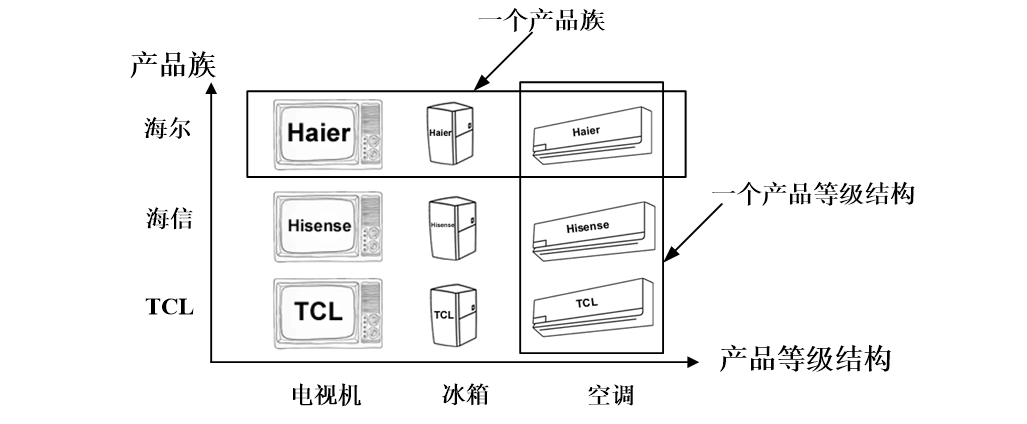 一个产品族
产品族
海尔
Haier
Haier
Haier
一个产品等级结构
海信
Hisense
Hisense
Hisense
TCL
TCL
TCL
TCL
产品等级结构
电视机
冰箱
空调